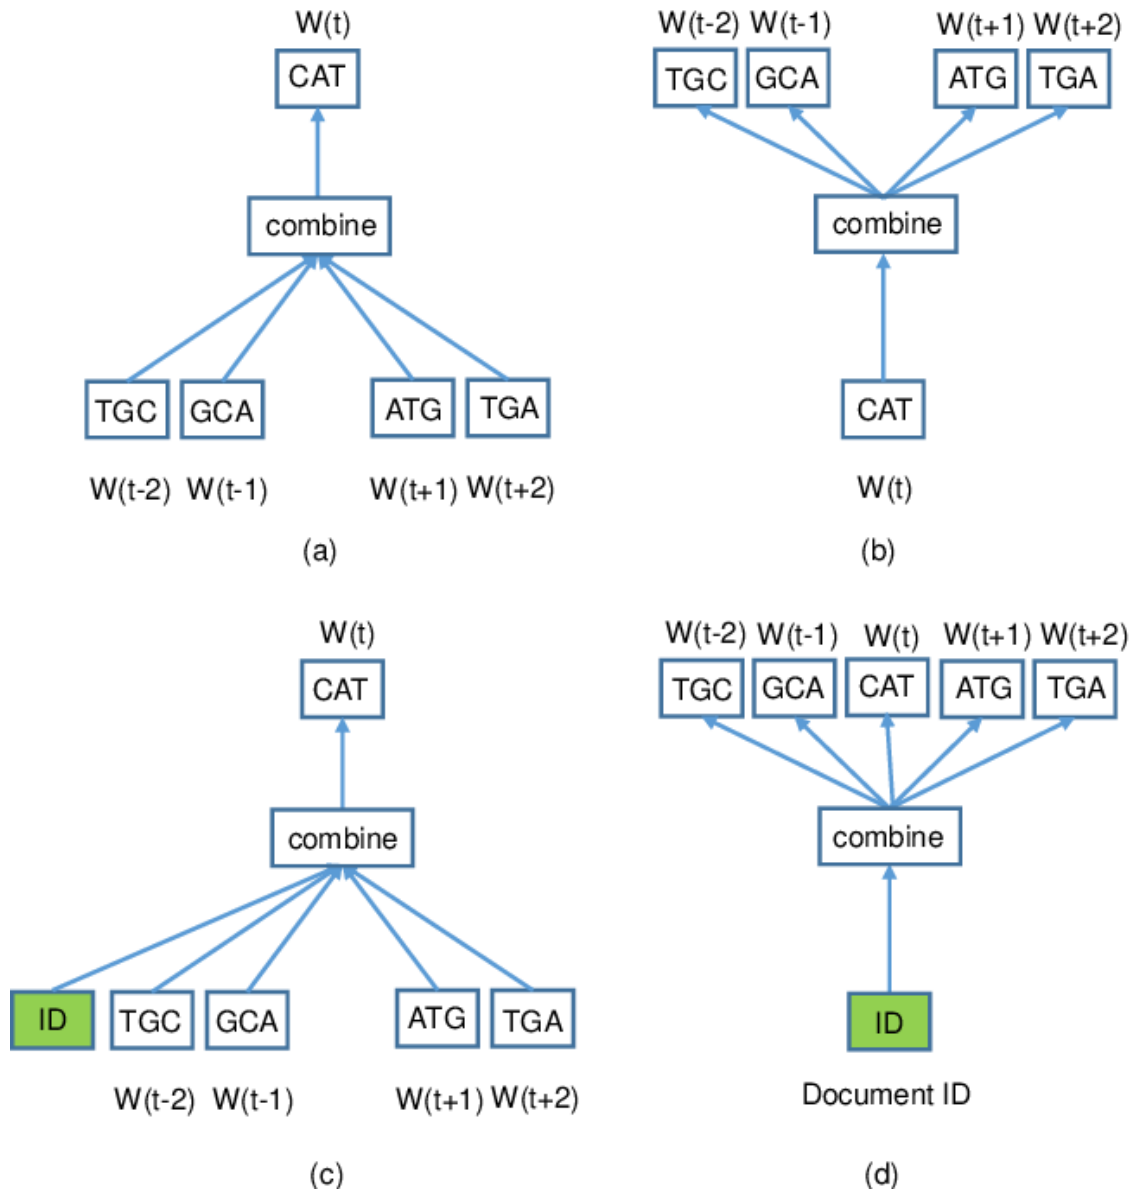 W(t)
CAT
combine
TGC GCA ATG TGA
W(t-2) W(t-1) W(t+1) W(t+2)
(a)
W(t-2) W(t-1) W(t+1) W(t+2)
TGC GCA ATG TGA
combine
CAT
W(t)
(b)
W(t)
CAT
combine
ID TGC GCA ATG TGA
W(t-2) W(t-1) W(t+1) W(t+2)
(c)
W(t-2) W(t-1) W(t) W(t+1) W(t+2)
TGC GCA CAT ATG TGA
combine
ID
Document ID
(d)